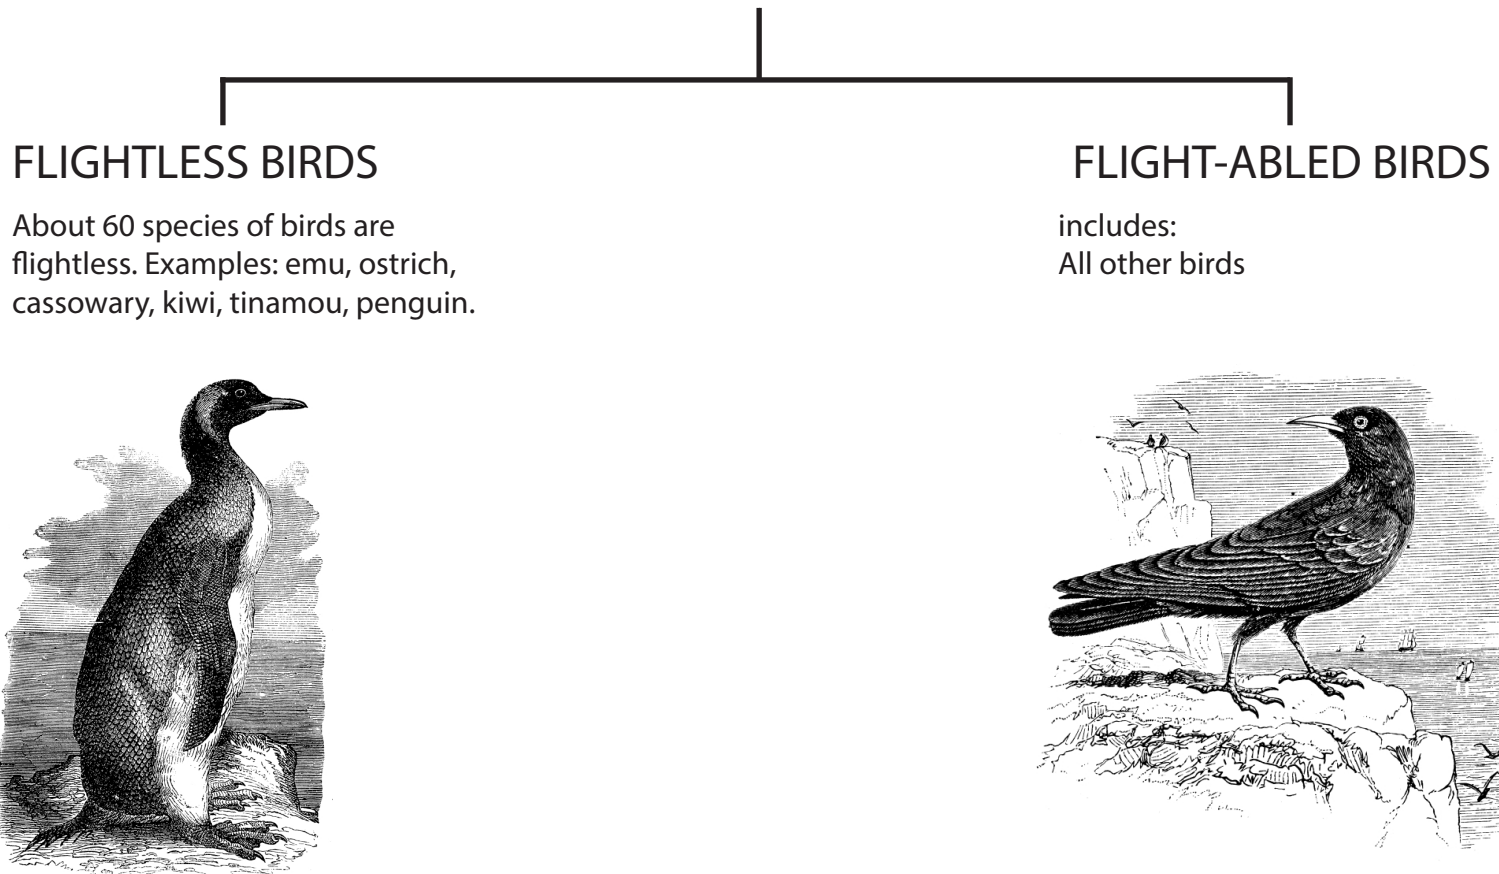 FLIGHTLESS BIRDS
About 60 species of birds are
flightless. Examples: emu, ostrich,
cassowary, kiwi, tinamou, penguin.
FLIGHT-ABLED BIRDS
includes:
All other birds